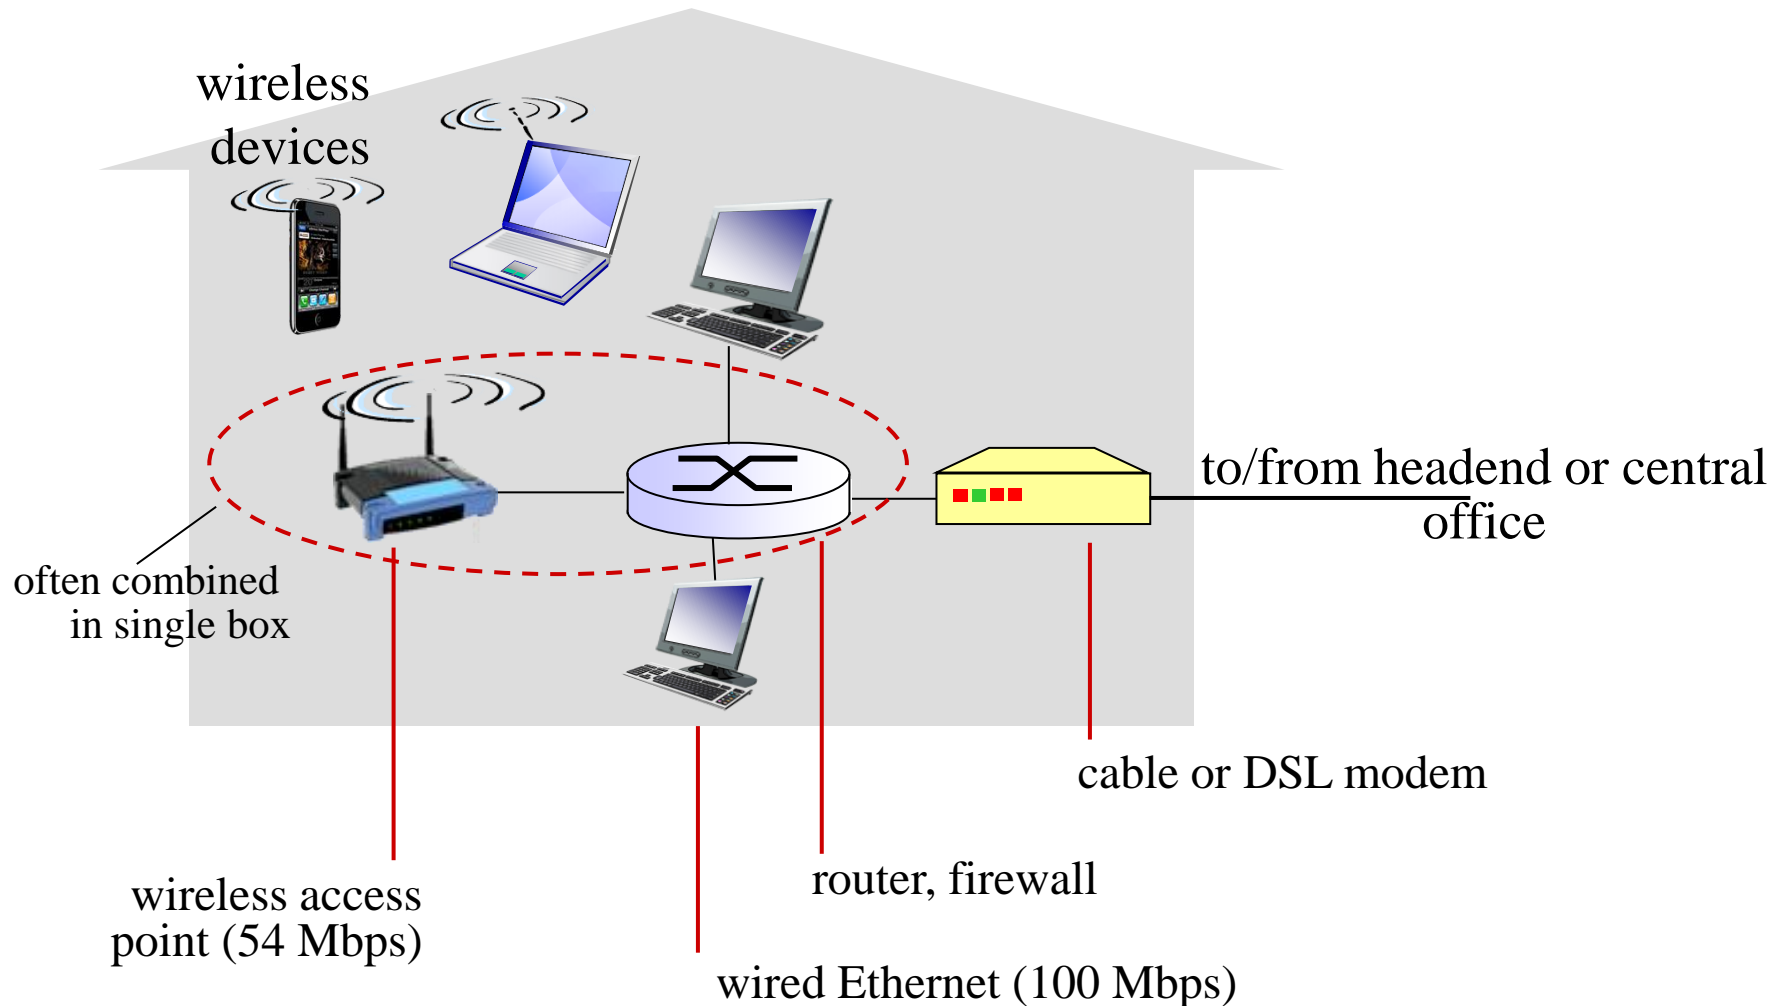 wireless
devices
to/from headend or central
office
often combined
in single box
cable or DSL modem
router, firewall
wireless access
point (54 Mbps)
wired Ethernet (100 Mbps)